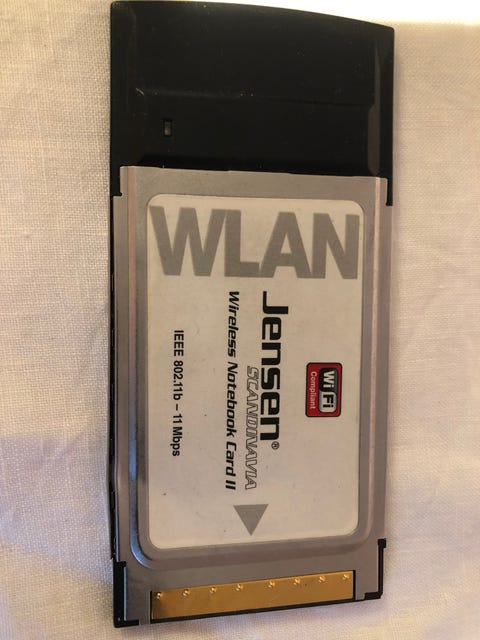 WLAN
Jensen®
SCANDINAVIA
Wireless Notebook Card II
IEEE 802.11b – 11 Mbps
Wi Fi
Compliant